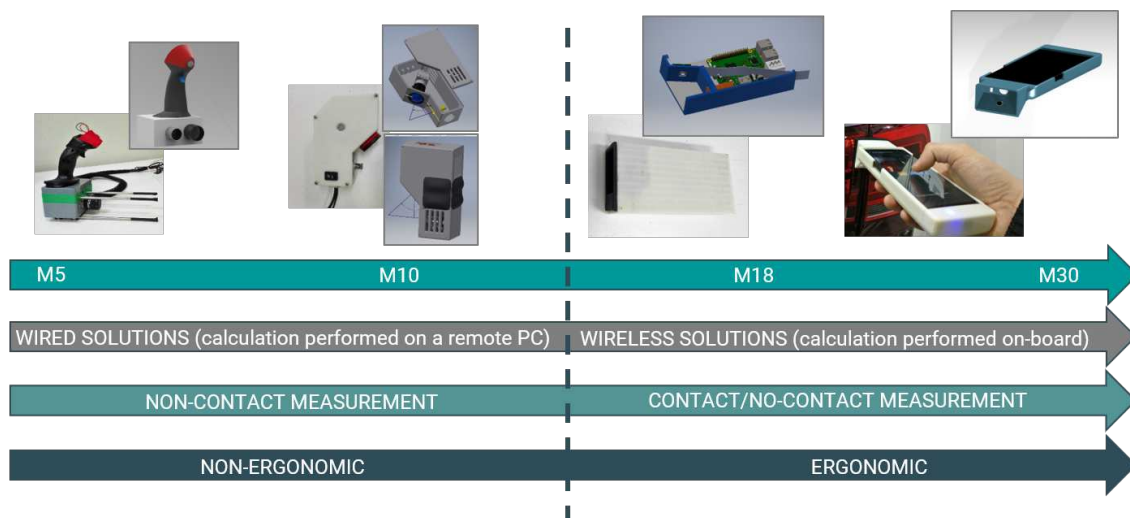 M5 M10 M18 M30
WIRED SOLUTIONS (calculation performed on a remote PC) WIRELESS SOLUTIONS (calculation performed on-board)
NON-CONTACT MEASUREMENT CONTACT/NO-CONTACT MEASUREMENT
NON-ERGONOMIC ERGONOMIC